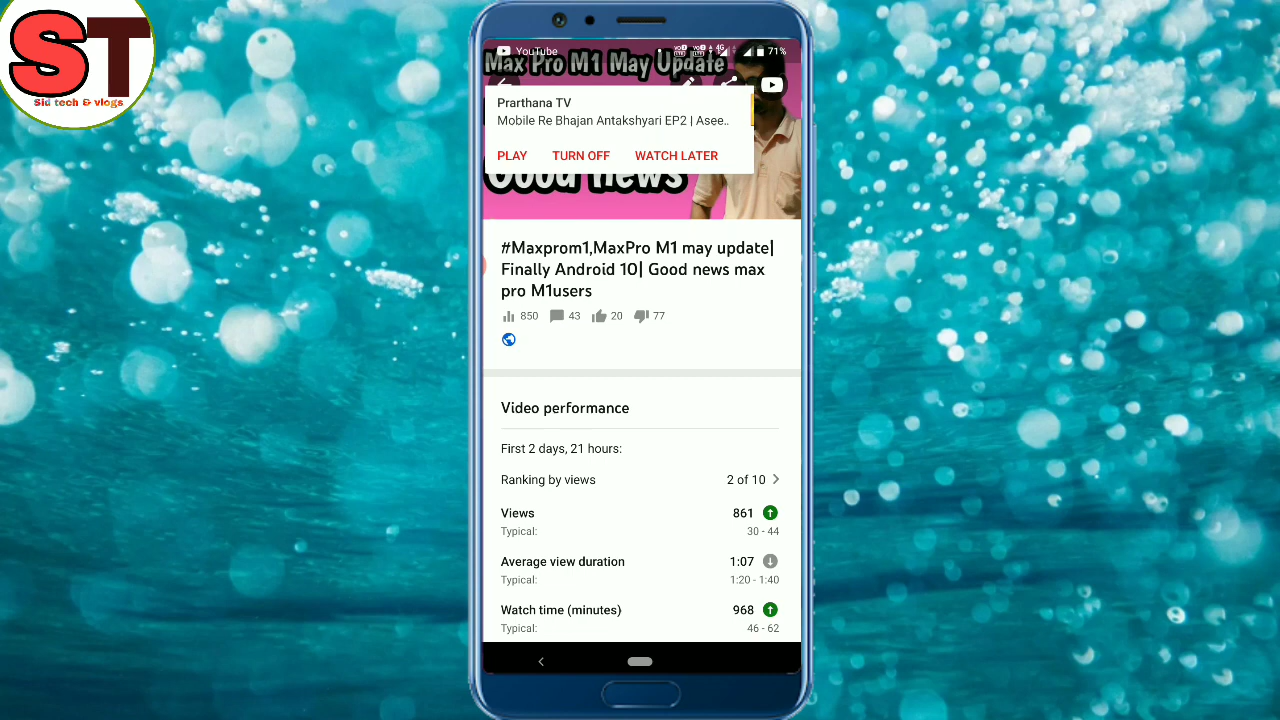 ST
Sid tech & vlogs
YouTube
4G
71%
Max Pro M1 May Update
Prarthana TV
Mobile Re Bhajan Antakshyari EP2 | Asee..
PLAY TURN OFF WATCH LATER
Good news
#Maxprom1,MaxPro M1 may update|
Finally Android 10| Good news max
pro M1users
850 43 20 77
Video performance
First 2 days, 21 hours:
Ranking by views 2 of 10
Views 861
Typical: 30 - 44
Average view duration 1:07
Typical: 1:20 - 1:40
Watch time (minutes) 968
Typical: 46 - 62